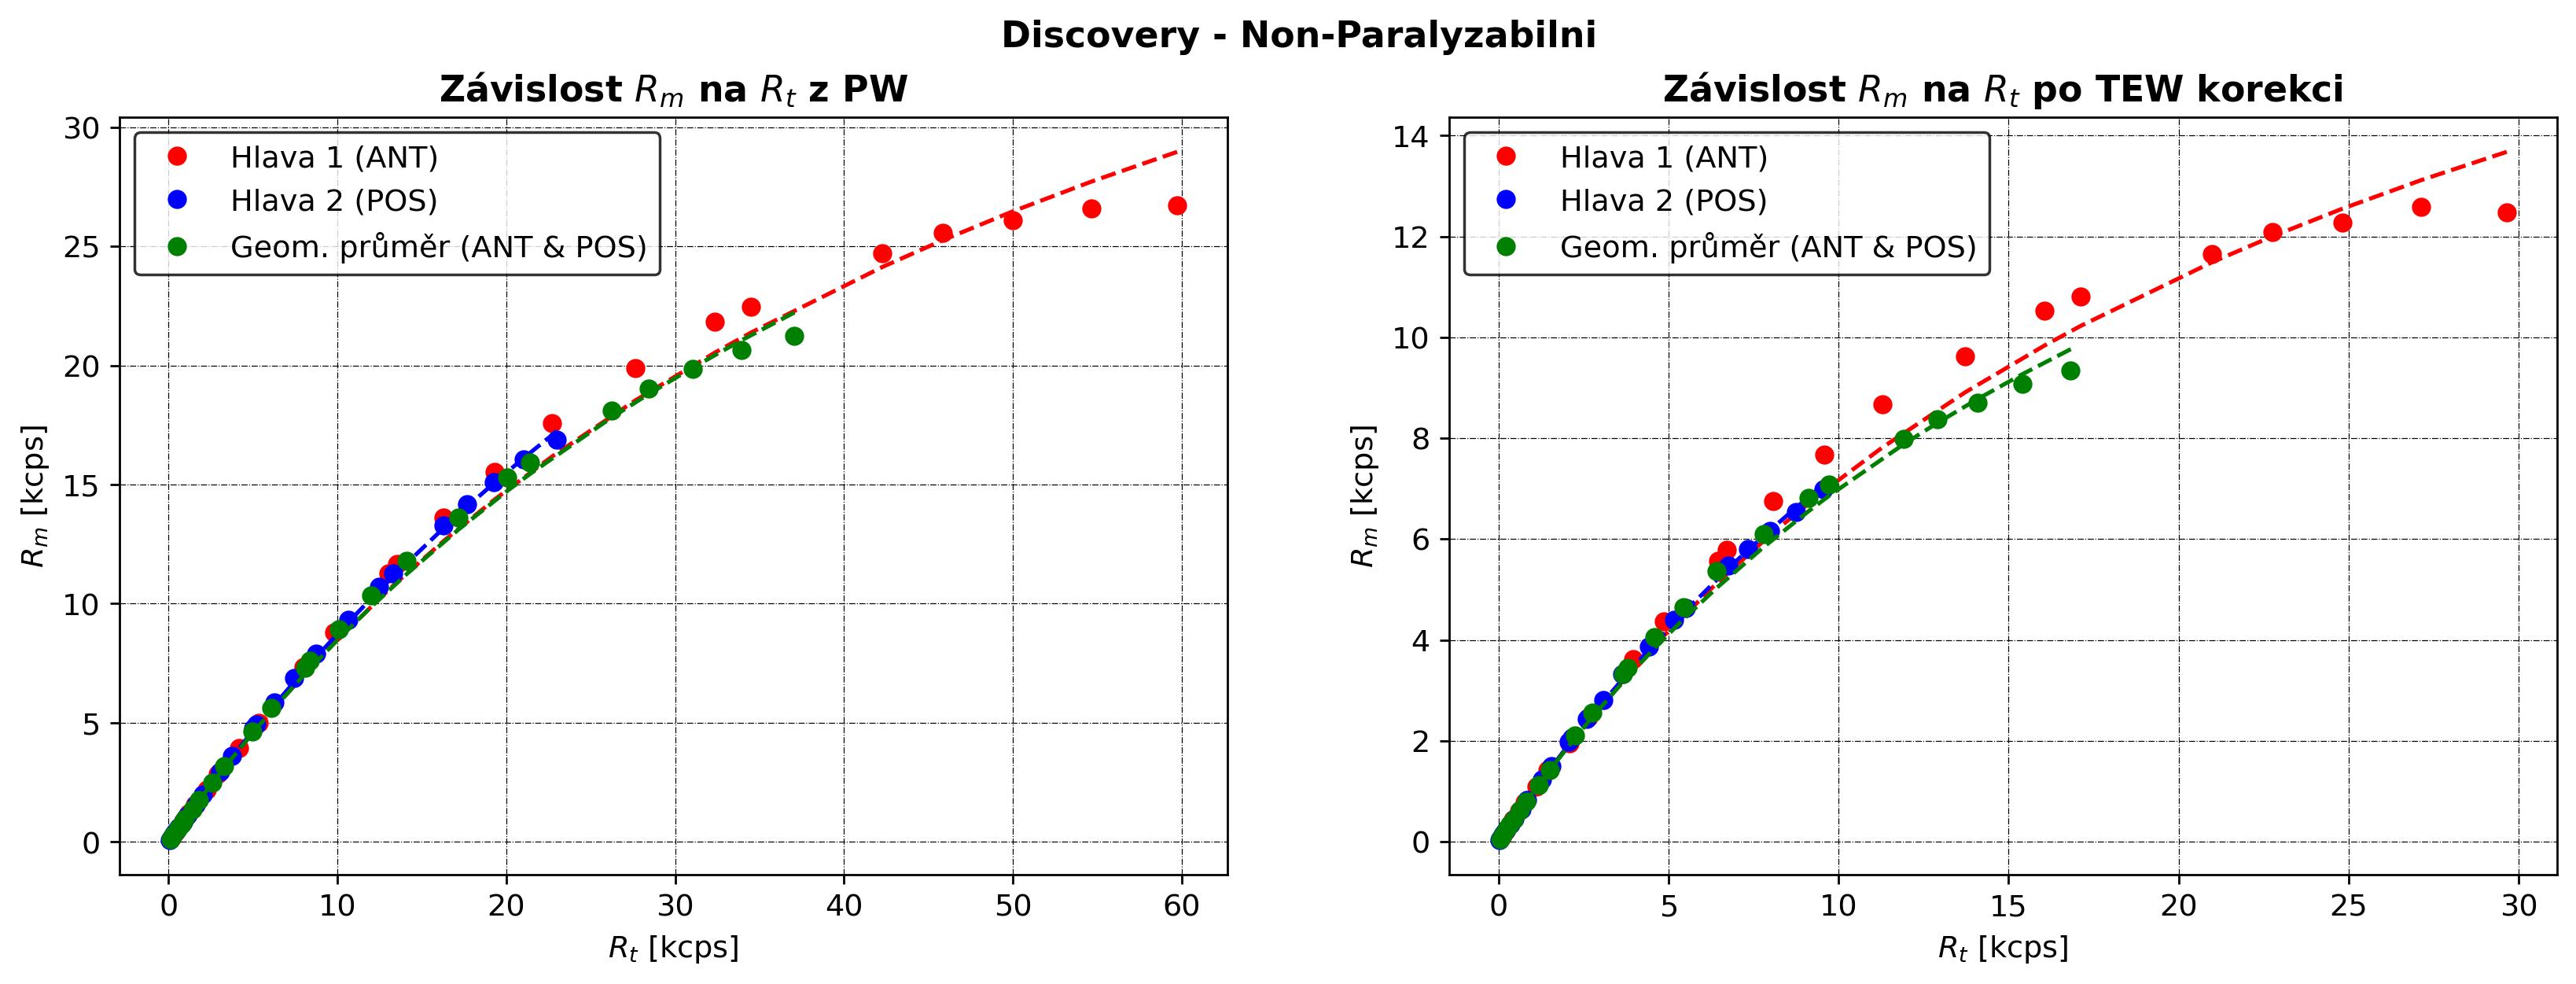 Discovery - Non-Paralyzabilni
Závislost Rm na Rt z PW
30
25
20
15
10
5
0
Rm [kcps]
Hlava 1 (ANT)
Hlava 2 (POS)
Geom. průměr (ANT & POS)
0 10 20 30 40 50 60
Rt [kcps]
Závislost Rm na Rt po TEW korekci
14
12
10
8
6
4
2
0
Rm [kcps]
Hlava 1 (ANT)
Hlava 2 (POS)
Geom. průměr (ANT & POS)
0 5 10 15 20 25 30
Rt [kcps]